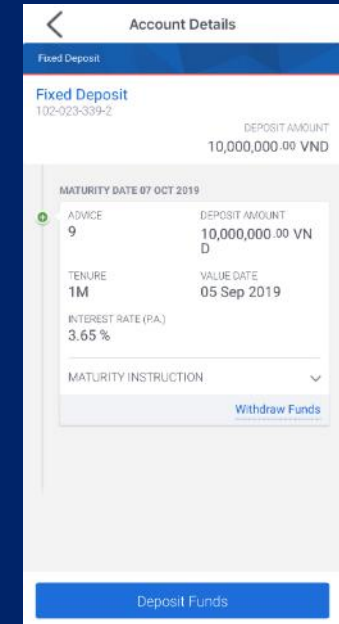 Account Details
Fixed Deposit
Fixed Deposit
102-023-339-2
DEPOSIT AMOUNT
10,000,000.00 VND
MATURITY DATE 07 OCT 2019
ADVICE
9
DEPOSIT AMOUNT
10,000,000.00 VN
D
TENURE
1M
VALUE DATE
05 Sep 2019
INTEREST RATE (P.A.)
3.65 %
MATURITY INSTRUCTION
Withdraw Funds
Deposit Funds